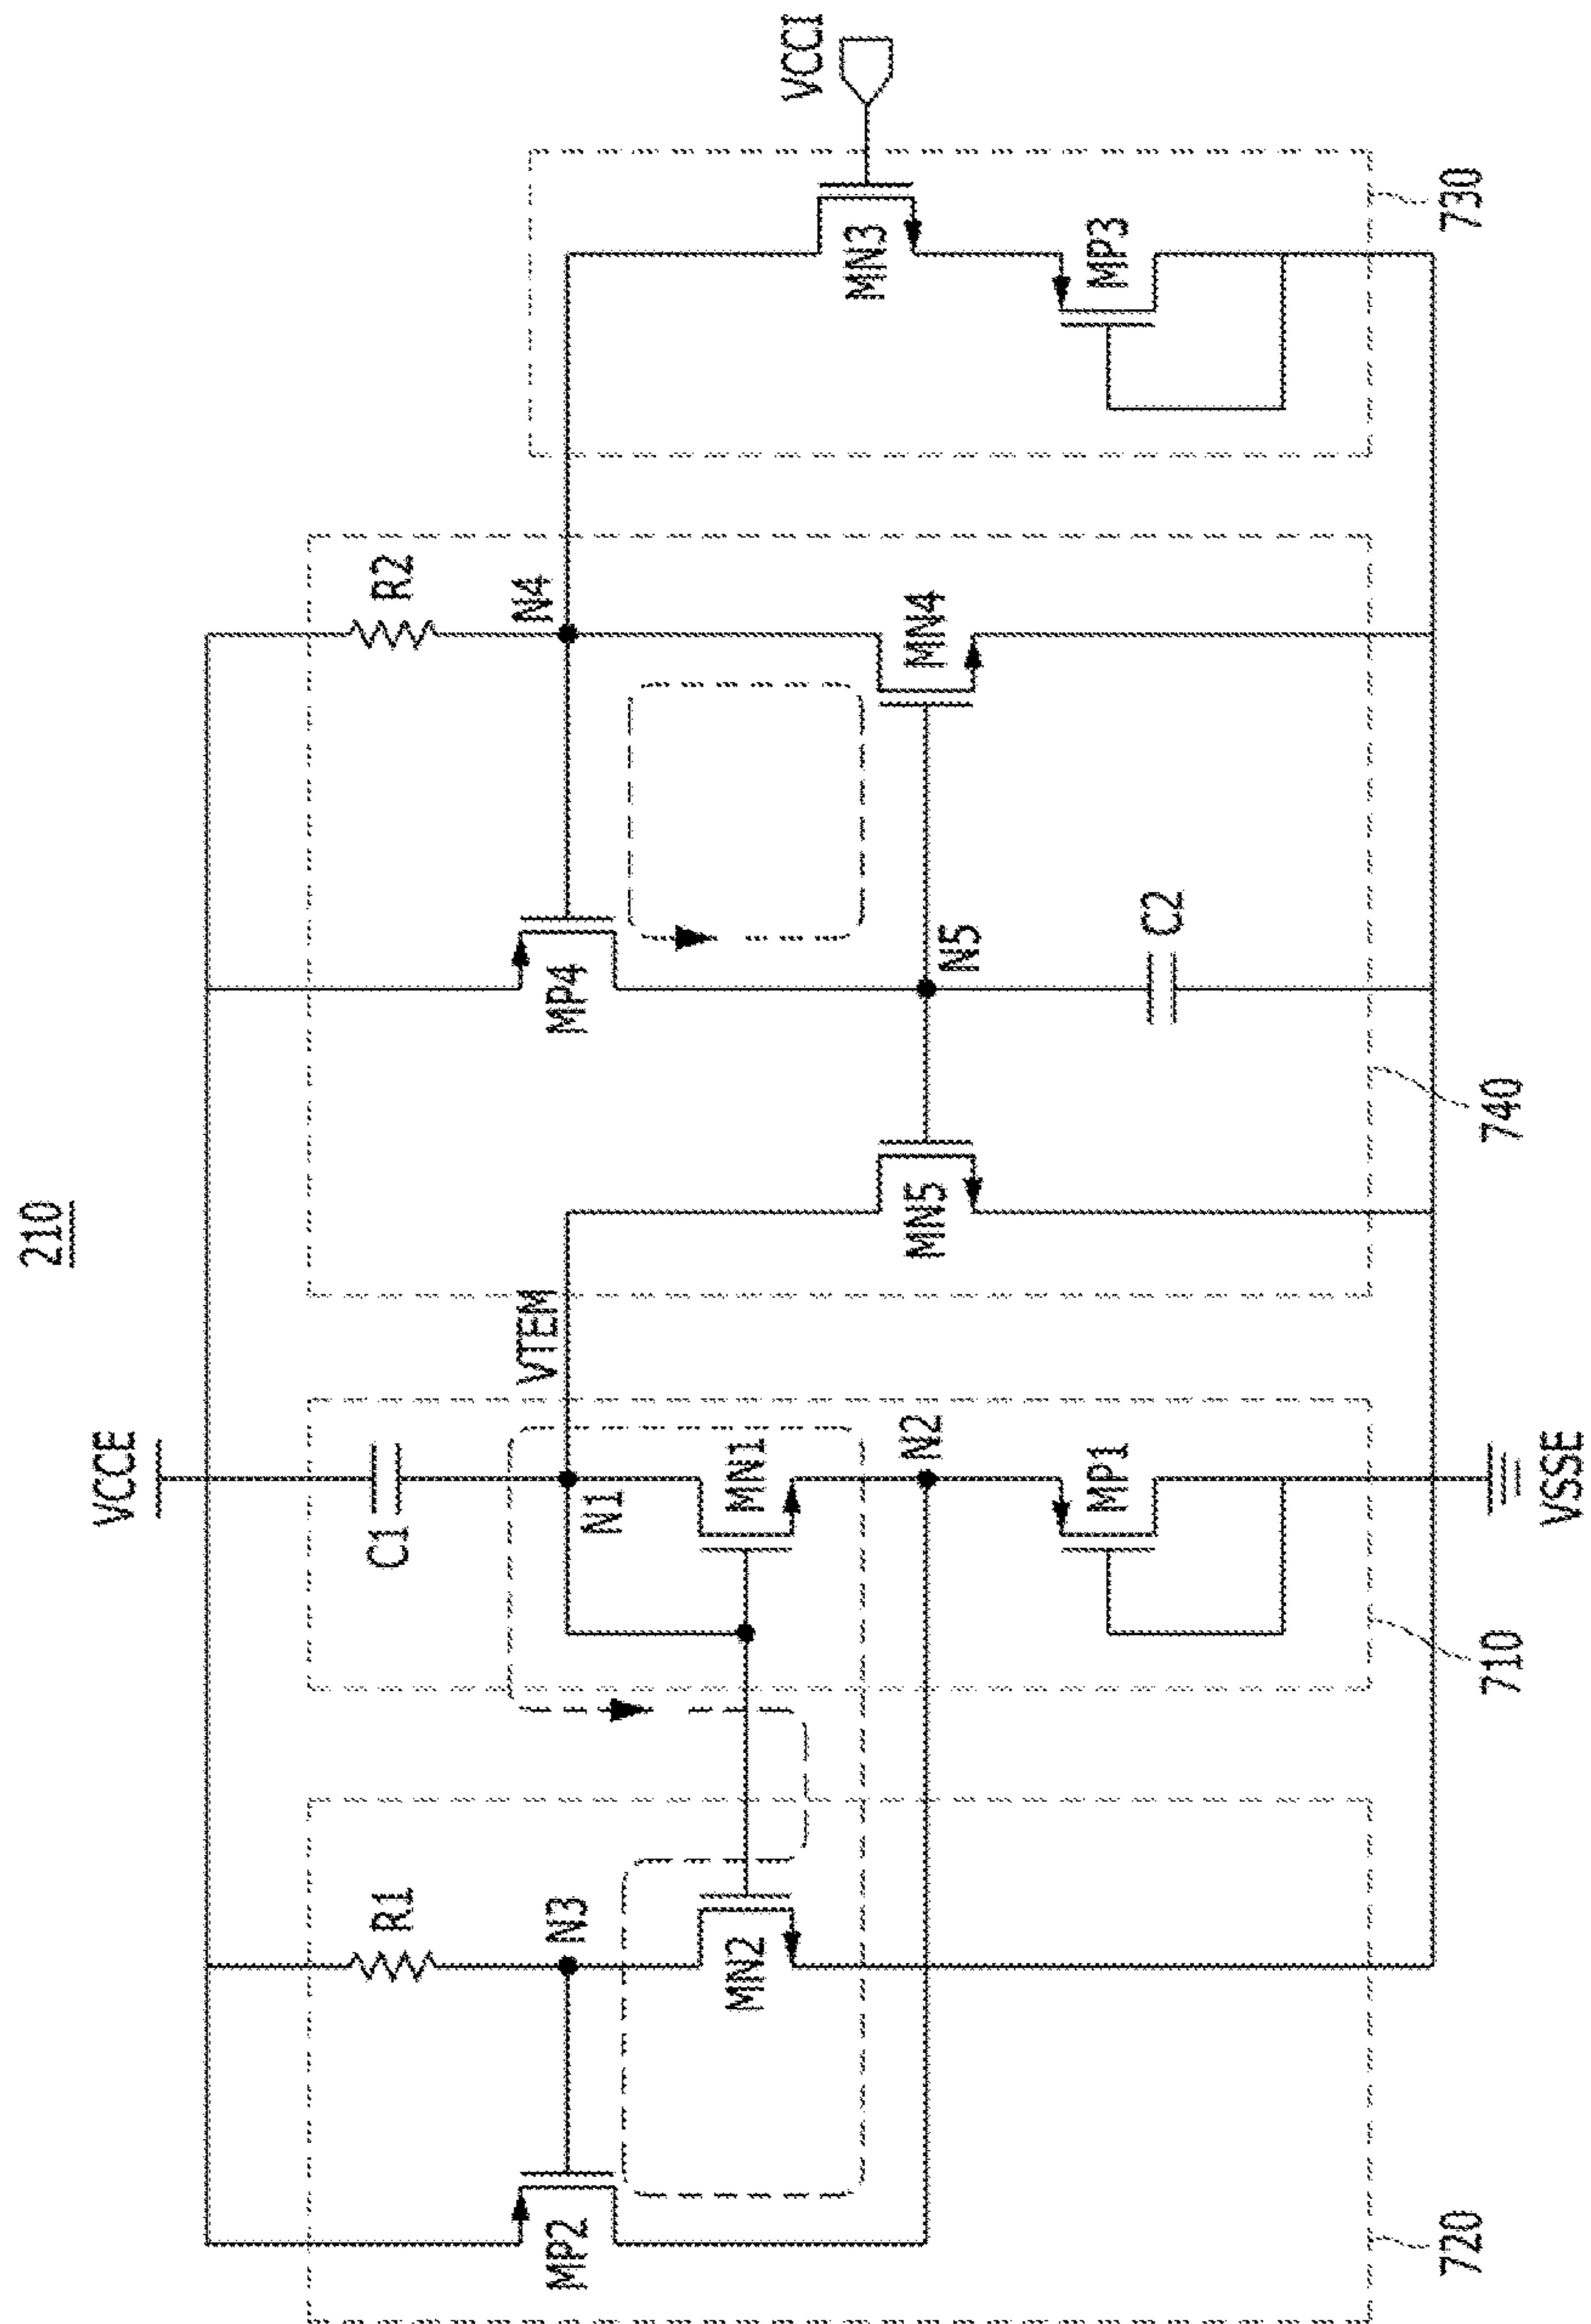 210
VCCE
VCCI
C1
R1
R2
VTEM
N1
N3
N4
MP2
MP4
MN1
MN2
MN3
MN4
MN5
N2
N5
MP1
MP3
C2
VSSE
710
720
730
740